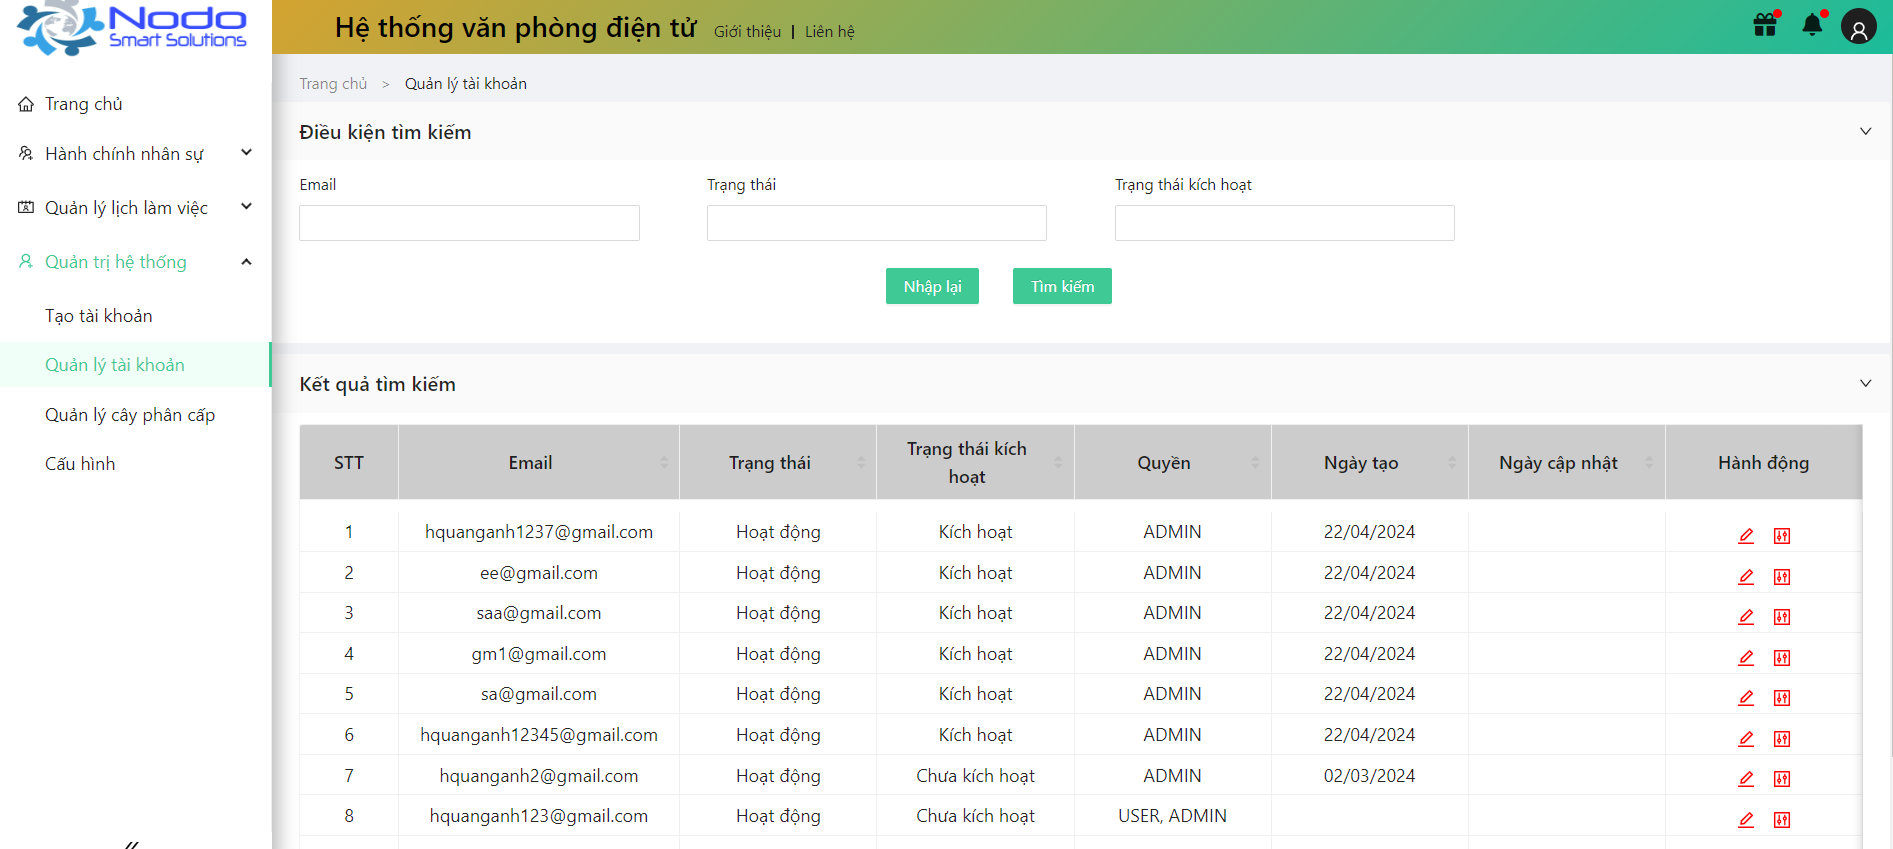 Nodo
Smart Solutions
Hệ thống văn phòng điện tử Giới thiệu | Liên hệ
Trang chủ
Hành chính nhân sự
Quản lý lịch làm việc
Quản trị hệ thống
Tạo tài khoản
Quản lý tài khoản
Quản lý cây phân cấp
Cấu hình
Trang chủ > Quản lý tài khoản
Điều kiện tìm kiếm
Email Trạng thái Trạng thái kích hoạt
Nhập lại Tìm kiếm
Kết quả tìm kiếm
STT Email Trạng thái Trạng thái kích hoạt Quyền Ngày tạo Ngày cập nhật Hành động
1 hquanganh1237@gmail.com Hoạt động Kích hoạt ADMIN 22/04/2024
2 ee@gmail.com Hoạt động Kích hoạt ADMIN 22/04/2024
3 saa@gmail.com Hoạt động Kích hoạt ADMIN 22/04/2024
4 gm1@gmail.com Hoạt động Kích hoạt ADMIN 22/04/2024
5 sa@gmail.com Hoạt động Kích hoạt ADMIN 22/04/2024
6 hquanganh12345@gmail.com Hoạt động Kích hoạt ADMIN 22/04/2024
7 hquanganh2@gmail.com Hoạt động Chưa kích hoạt ADMIN 02/03/2024
8 hquanganh123@gmail.com Hoạt động Chưa kích hoạt USER, ADMIN